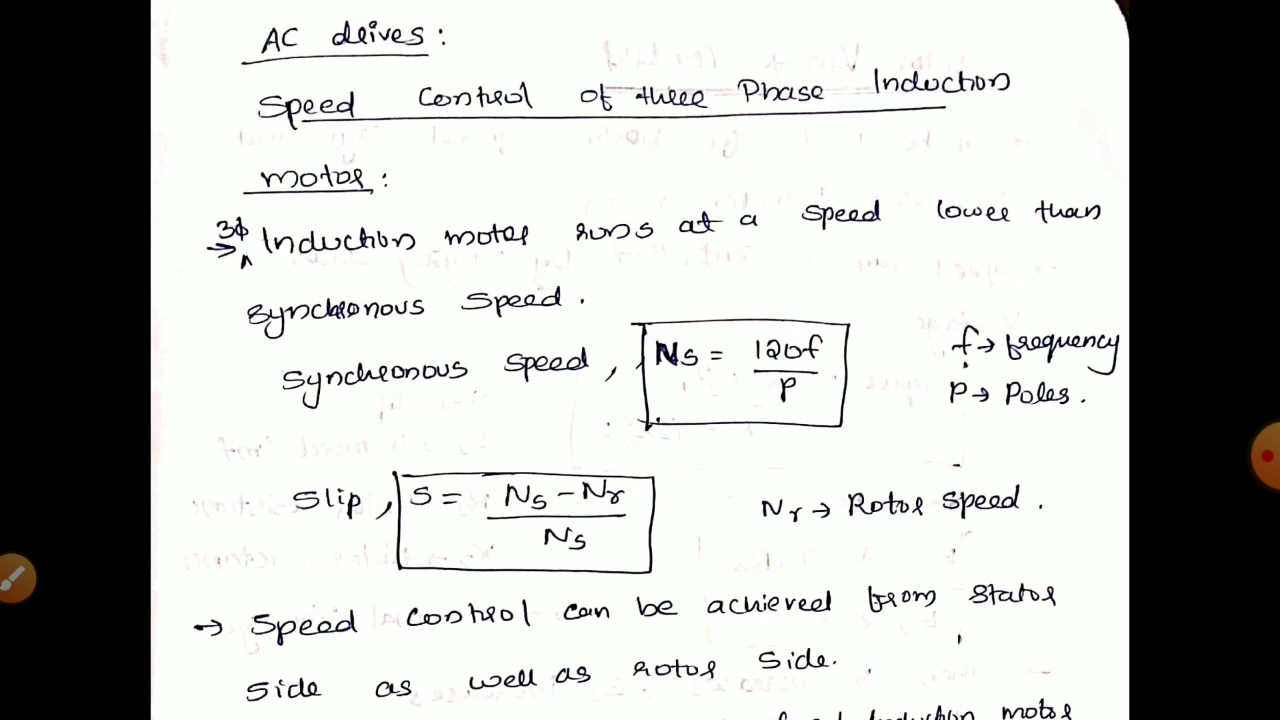 AC drives:
Speed control of three Phase Induction
motor:
→ 3ϕ Induction motor runs at a speed lower than
synchronous speed.
synchronous speed, Ns = 120f / P
f → frequency
P → Poles.
Slip, S = Ns - Nr / Ns
Nr → Rotor speed.
→ Speed control can be achieved from stator
side as well as rotor side.
Induction motor